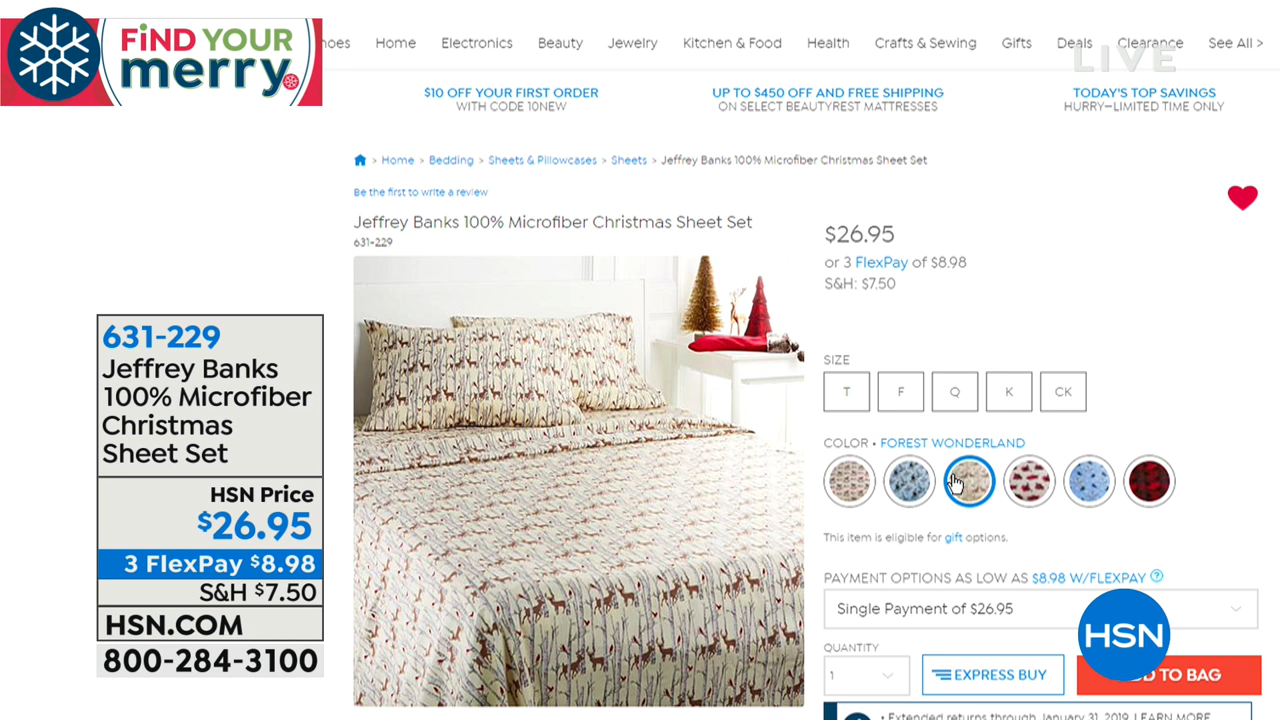 FiND YOUR
merry.
Home
Electronics
Beauty
Jewelry
Kitchen & Food
Health
Crafts & Sewing
Gifts
Deals
Clearance
See All >
LIVE
$10 OFF YOUR FIRST ORDER
WITH CODE 10NEW
UP TO $450 OFF AND FREE SHIPPING
ON SELECT BEAUTYREST MATTRESSES
TODAY'S TOP SAVINGS
HURRY—LIMITED TIME ONLY
> Home > Bedding > Sheets & Pillowcases > Sheets > Jeffrey Banks 100% Microfiber Christmas Sheet Set
Be the first to write a review
Jeffrey Banks 100% Microfiber Christmas Sheet Set
631-229
$26.95
or 3 FlexPay of $8.98
S&H: $7.50
SIZE
T
F
Q
K
CK
COLOR • FOREST WONDERLAND
This item is eligible for gift options.
PAYMENT OPTIONS AS LOW AS $8.98 W/FLEXPAY ?
Single Payment of $26.95
QUANTITY
1
EXPRESS BUY
TO BAG
HSN
• Extended returns through January 31, 2019. LEARN MORE
631-229
Jeffrey Banks
100% Microfiber
Christmas
Sheet Set
HSN Price
$26.95
3 FlexPay $8.98
S&H $7.50
HSN.COM
800-284-3100